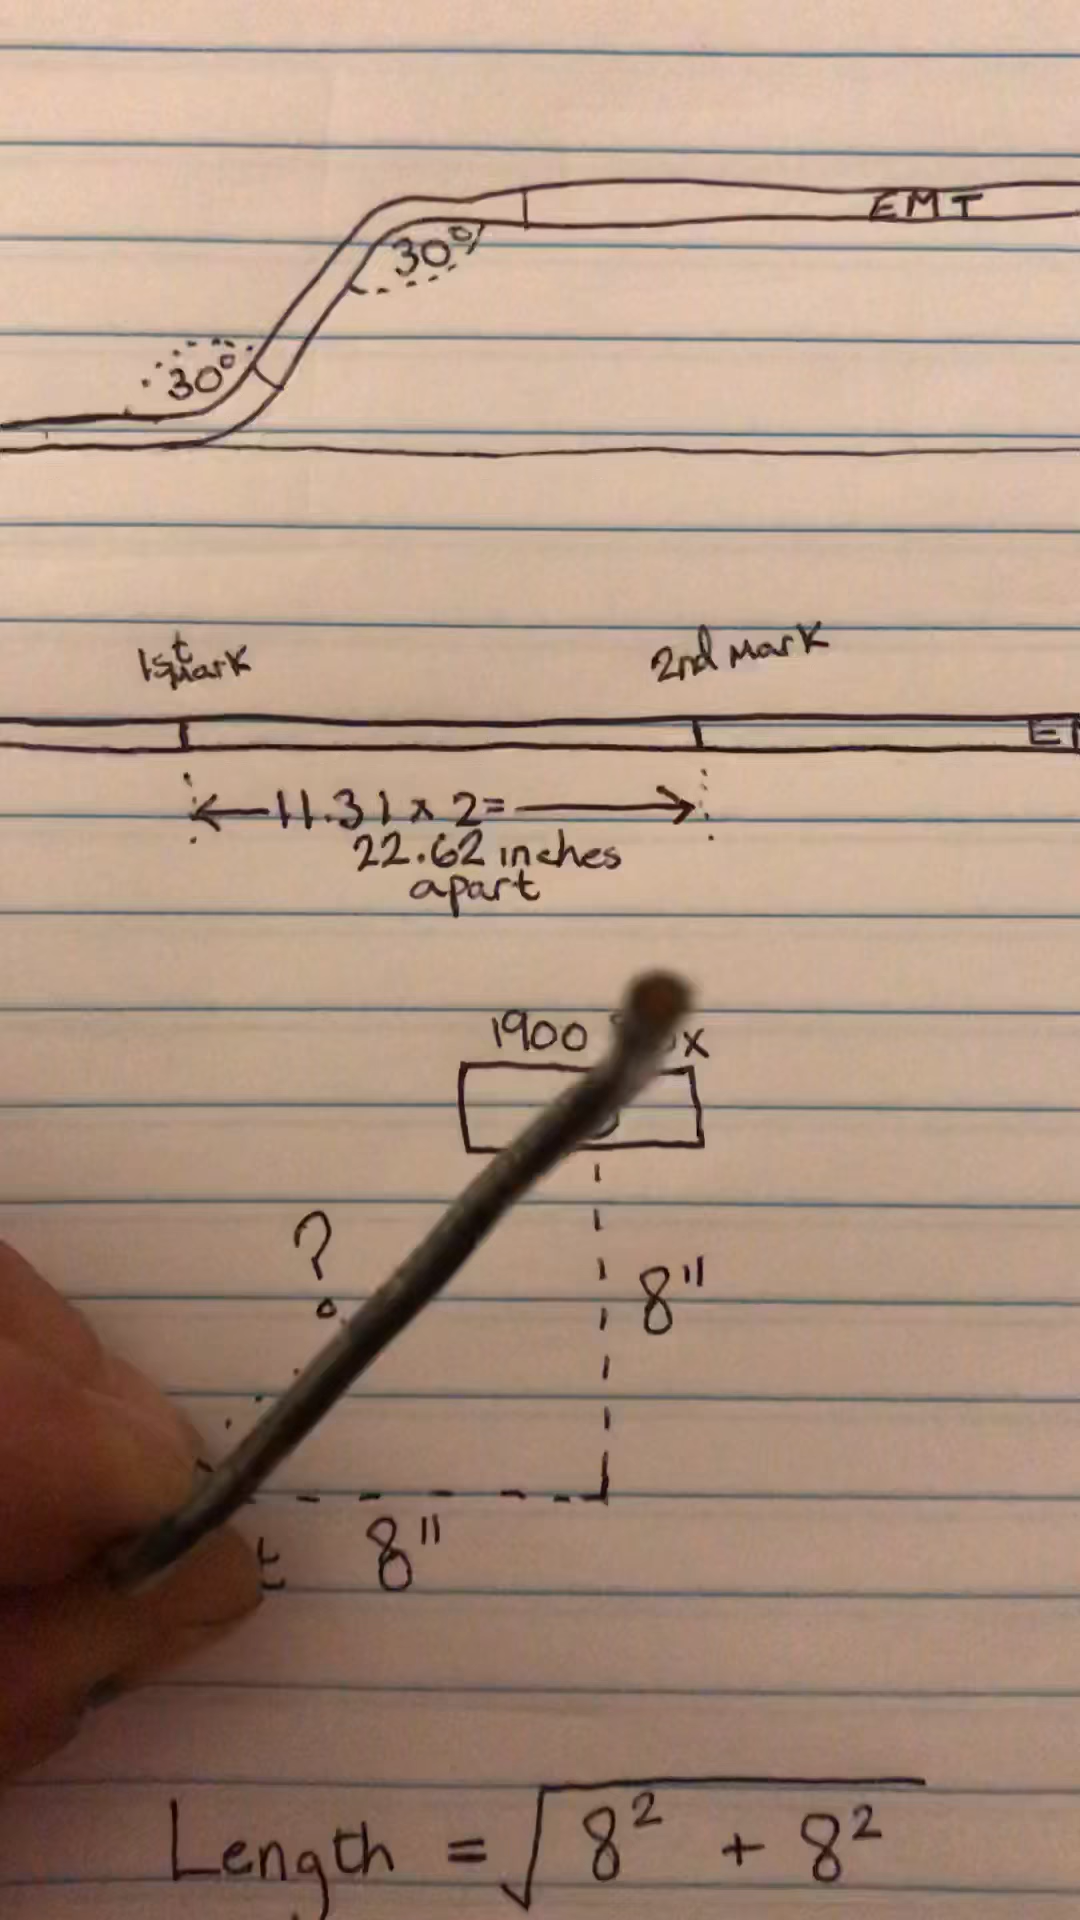 EMT
30°
30°
1st Mark
2nd Mark
11.31 x 2 =
22.62 inches
apart
1900
?
8"
8"
Length = √8² + 8²